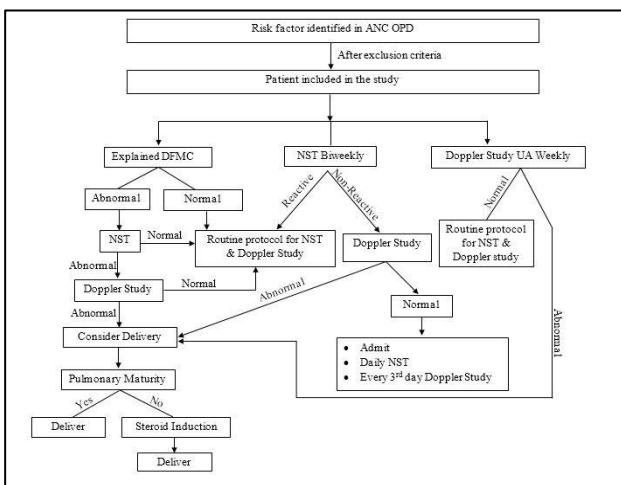 Risk factor identified in ANC OPD
After exclusion criteria
Patient included in the study
Explained DFMC
NST Biweekly
Doppler Study UA Weekly
Abnormal
Normal
Reactive
Non-Reactive
Normal
NST
Normal
Routine protocol for NST
& Doppler Study
Doppler Study
Routine protocol
for NST &
Doppler study
Abnormal
Doppler Study
Normal
Abnormal
Normal
Abnormal
Abnormal
Consider Delivery
• Admit
• Daily NST
• Every 3rd day Doppler Study
Pulmonary Maturity
Yes
No
Deliver
Steroid Induction
Deliver